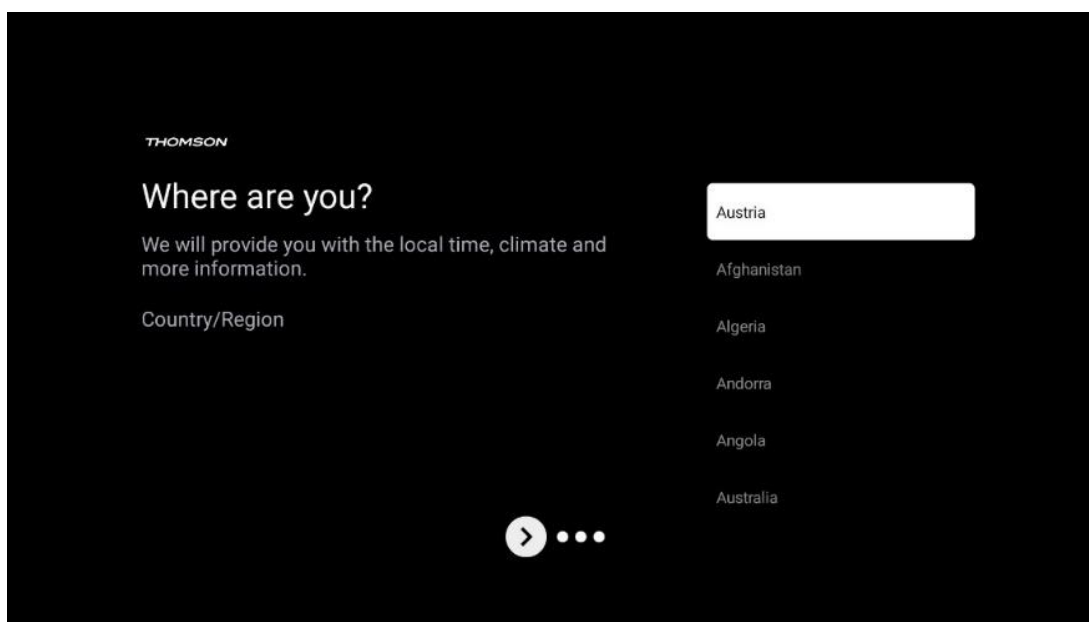 THOMSON
Where are you?
We will provide you with the local time, climate and
more information.
Country/Region
Austria
Afghanistan
Algeria
Andorra
Angola
Australia